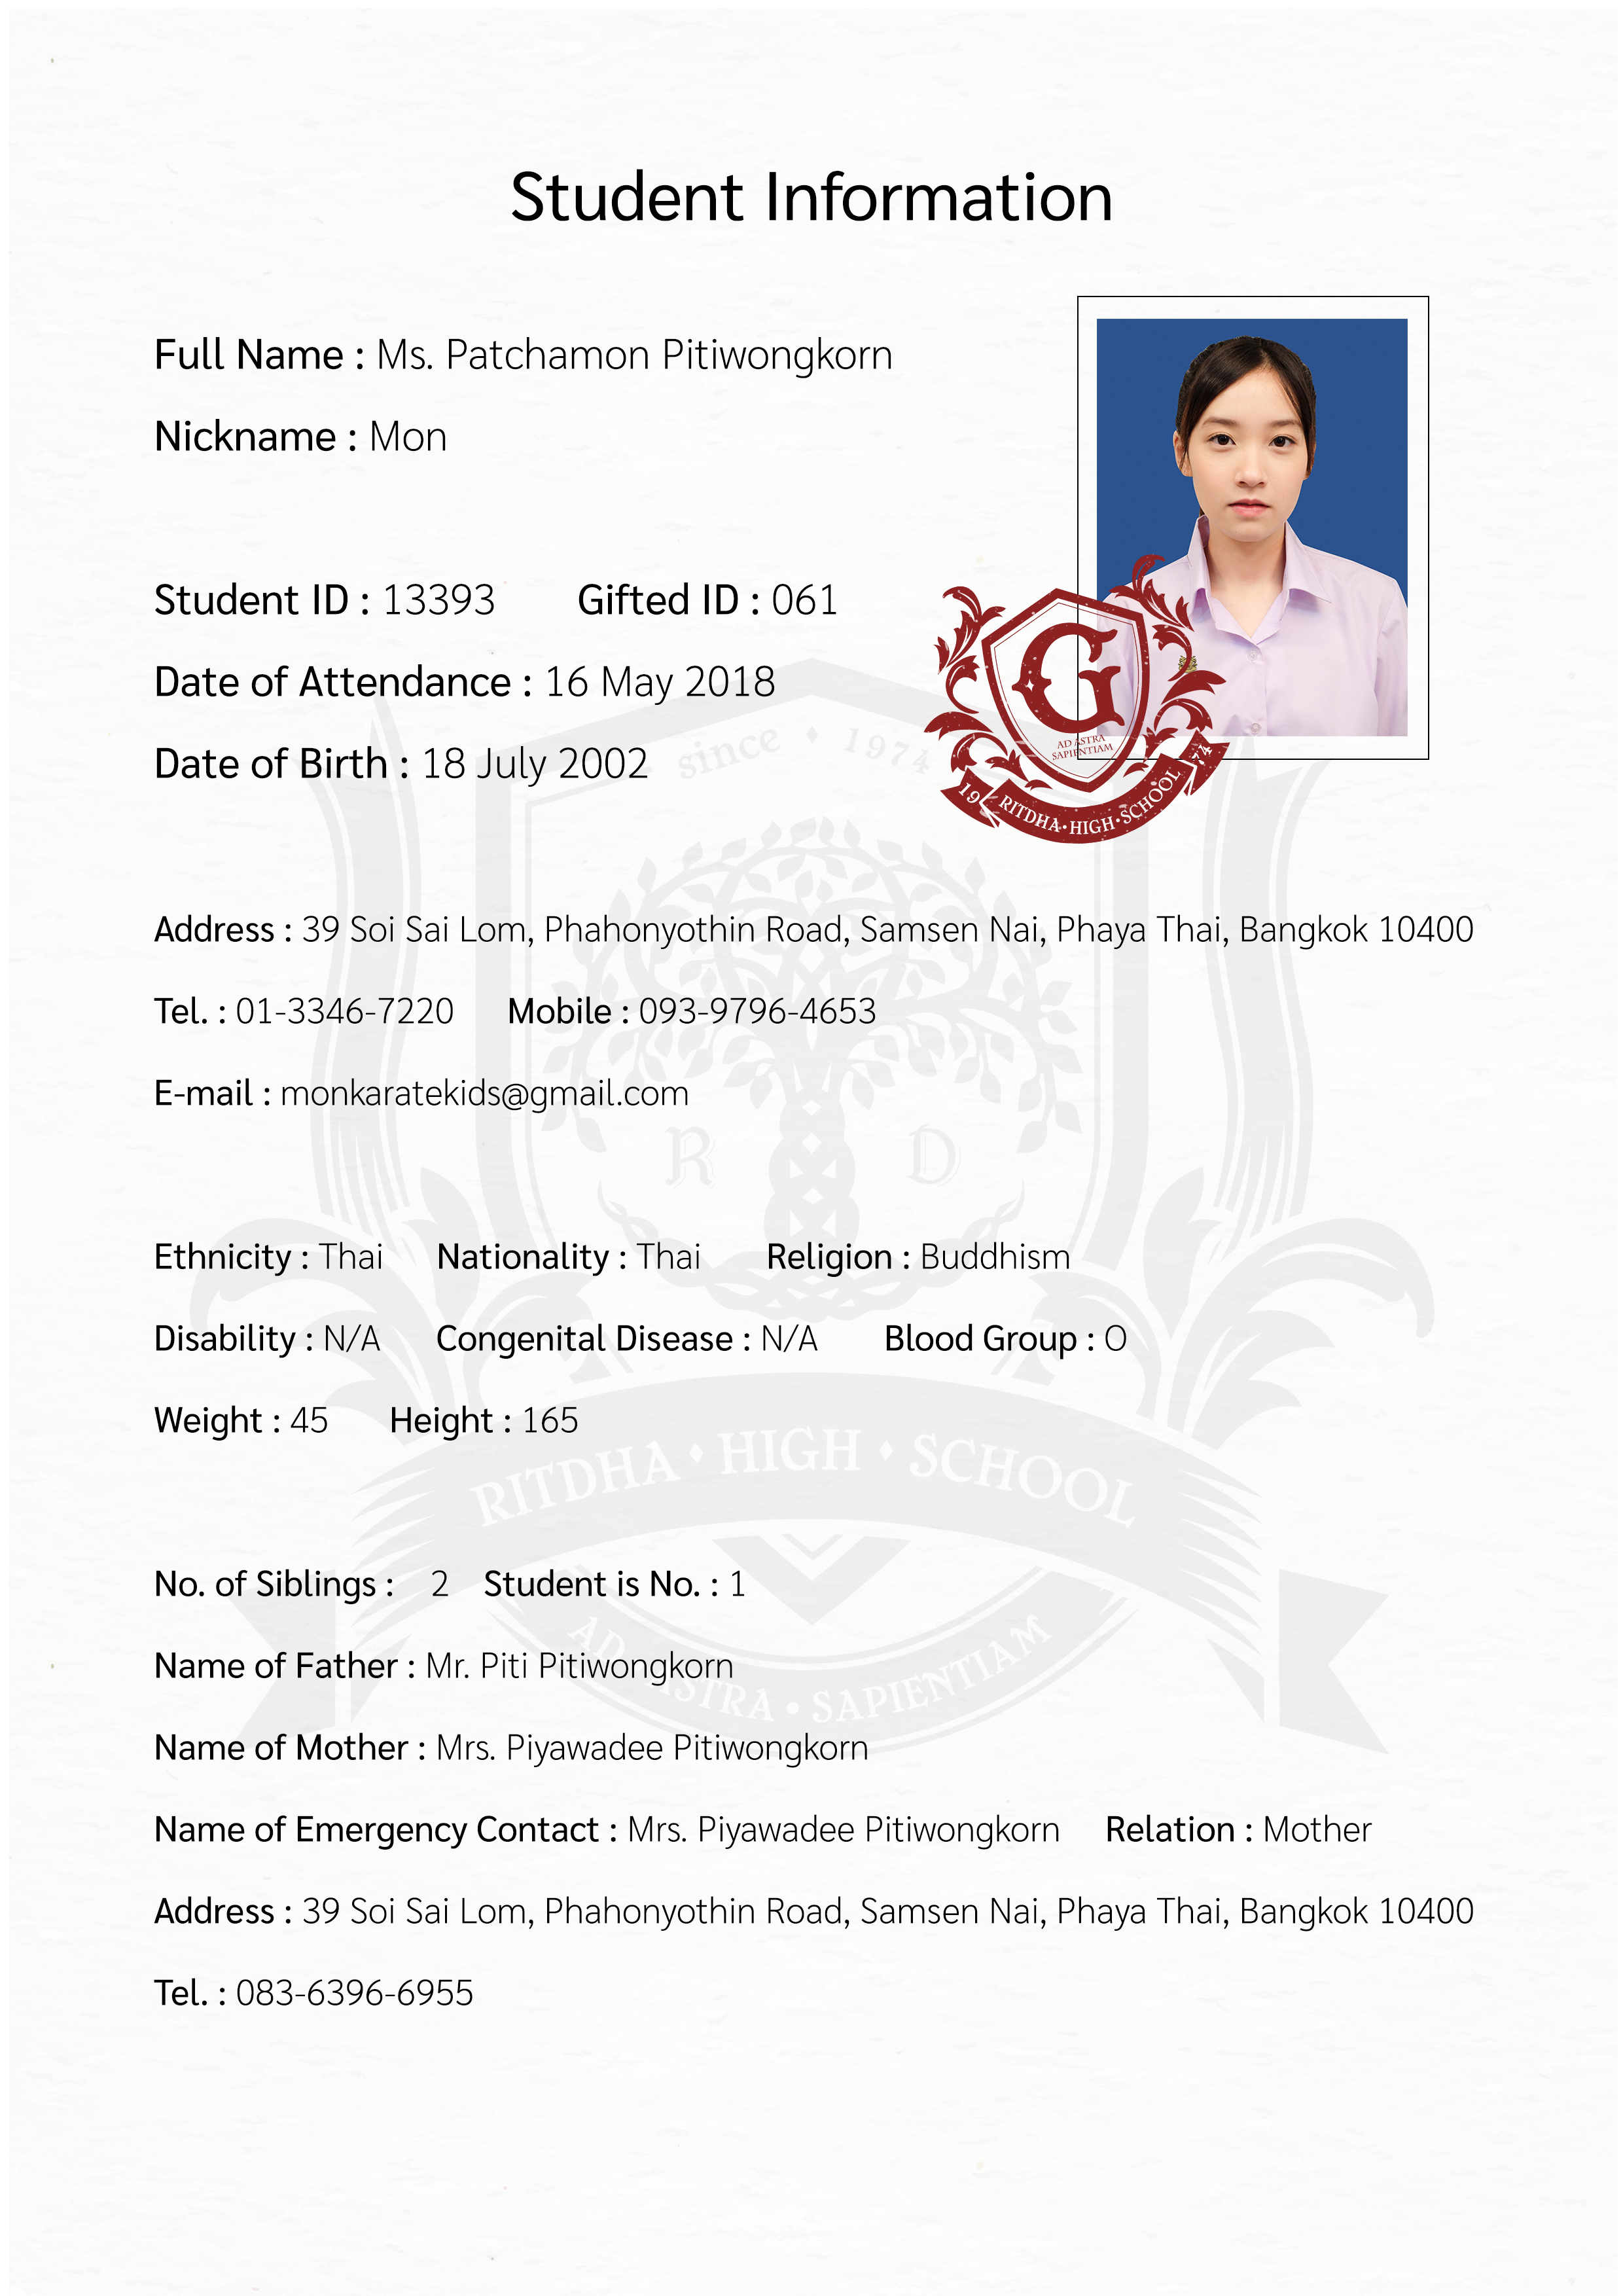 Student Information
Full Name : Ms. Patchamon Pitiwongkorn
Nickname : Mon
Student ID : 13393 Gifted ID : 061
Date of Attendance : 16 May 2018
Date of Birth : 18 July 2002
G
AD ASTRA
SAPIENTIAM
19 RITDHA·HIGH·SCHOOL 74
since ♦ 1974
Address : 39 Soi Sai Lom, Phahonyothin Road, Samsen Nai, Phaya Thai, Bangkok 10400
Tel. : 01-3346-7220 Mobile : 093-9796-4653
E-mail : monkaratekids@gmail.com
R D
Ethnicity : Thai Nationality : Thai Religion : Buddhism
Disability : N/A Congenital Disease : N/A Blood Group : O
Weight : 45 Height : 165
RITDHA ♦ HIGH ♦ SCHOOL
No. of Siblings : 2 Student is No. : 1
Name of Father : Mr. Piti Pitiwongkorn
AD ASTRA • SAPIENTIAM
Name of Mother : Mrs. Piyawadee Pitiwongkorn
Name of Emergency Contact : Mrs. Piyawadee Pitiwongkorn Relation : Mother
Address : 39 Soi Sai Lom, Phahonyothin Road, Samsen Nai, Phaya Thai, Bangkok 10400
Tel. : 083-6396-6955